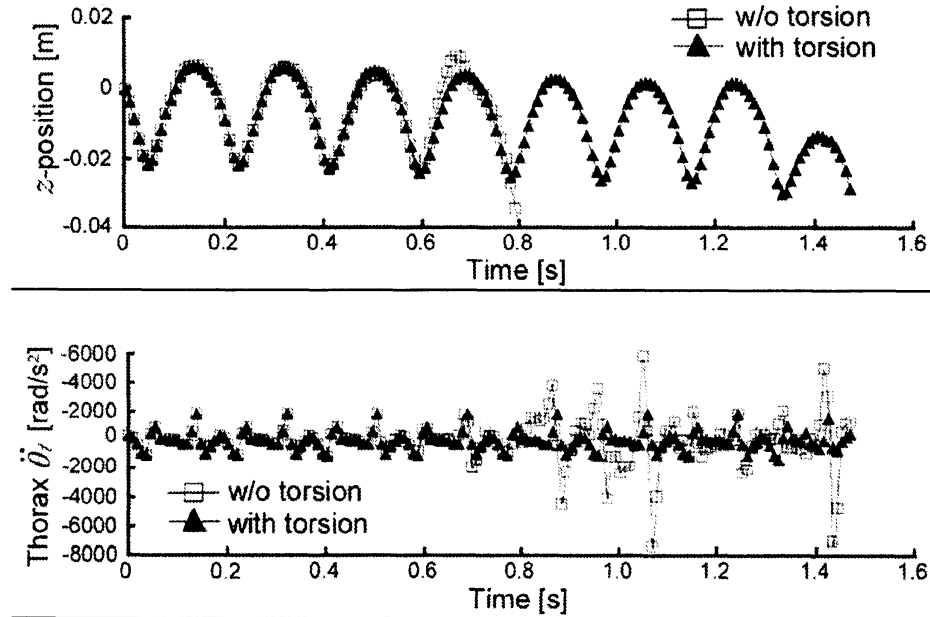 0.02
0
-0.02
-0.04
z-position [m]
w/o torsion
with torsion
0 0.2 0.4 0.6 0.8 1.0 1.2 1.4 1.6
Time [s]
-6000
-4000
-2000
0
-2000
-4000
-6000
-8000
Thorax [rad/s²]
w/o torsion
with torsion
0 0.2 0.4 0.6 0.8 1.0 1.2 1.4 1.6
Time [s]